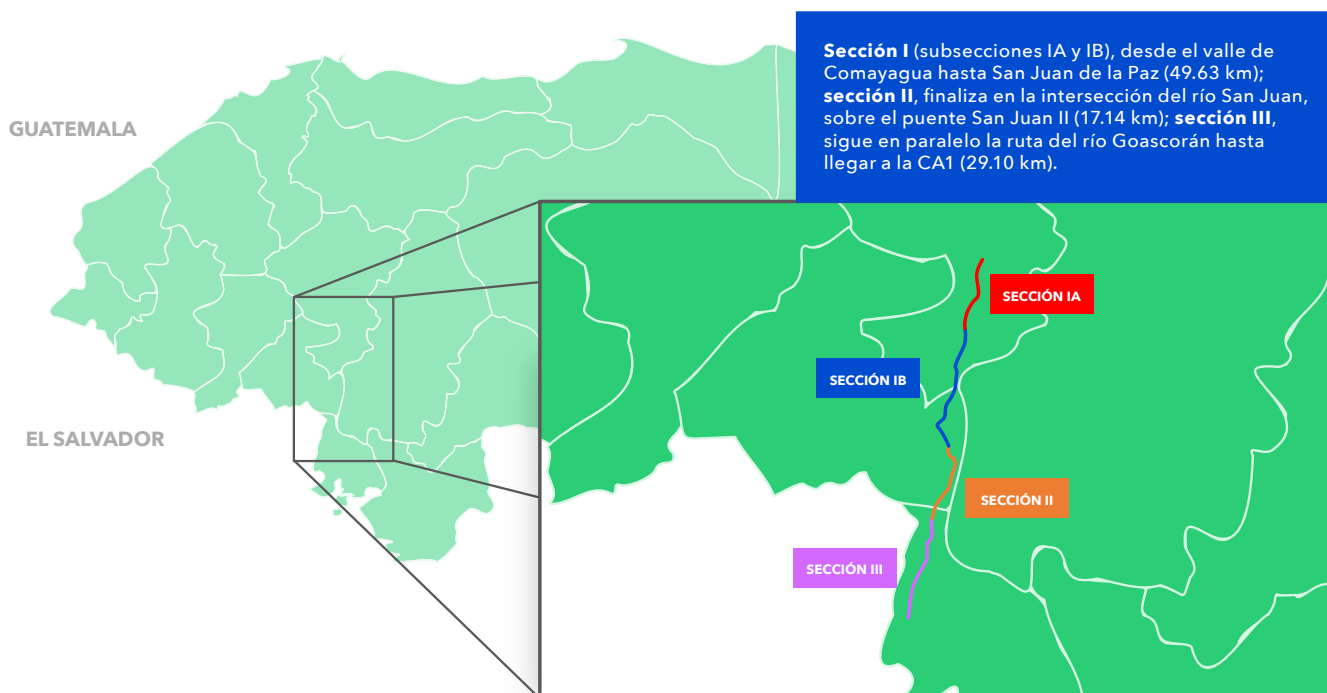 Sección I (subsecciones IA y IB), desde el valle de
Comayagua hasta San Juan de la Paz (49.63 km);
sección II, finaliza en la intersección del río San Juan,
sobre el puente San Juan II (17.14 km); sección III,
sigue en paralelo la ruta del río Goascorán hasta
llegar a la CA1 (29.10 km).
GUATEMALA
EL SALVADOR
SECCIÓN IA
SECCIÓN IB
SECCIÓN II
SECCIÓN III